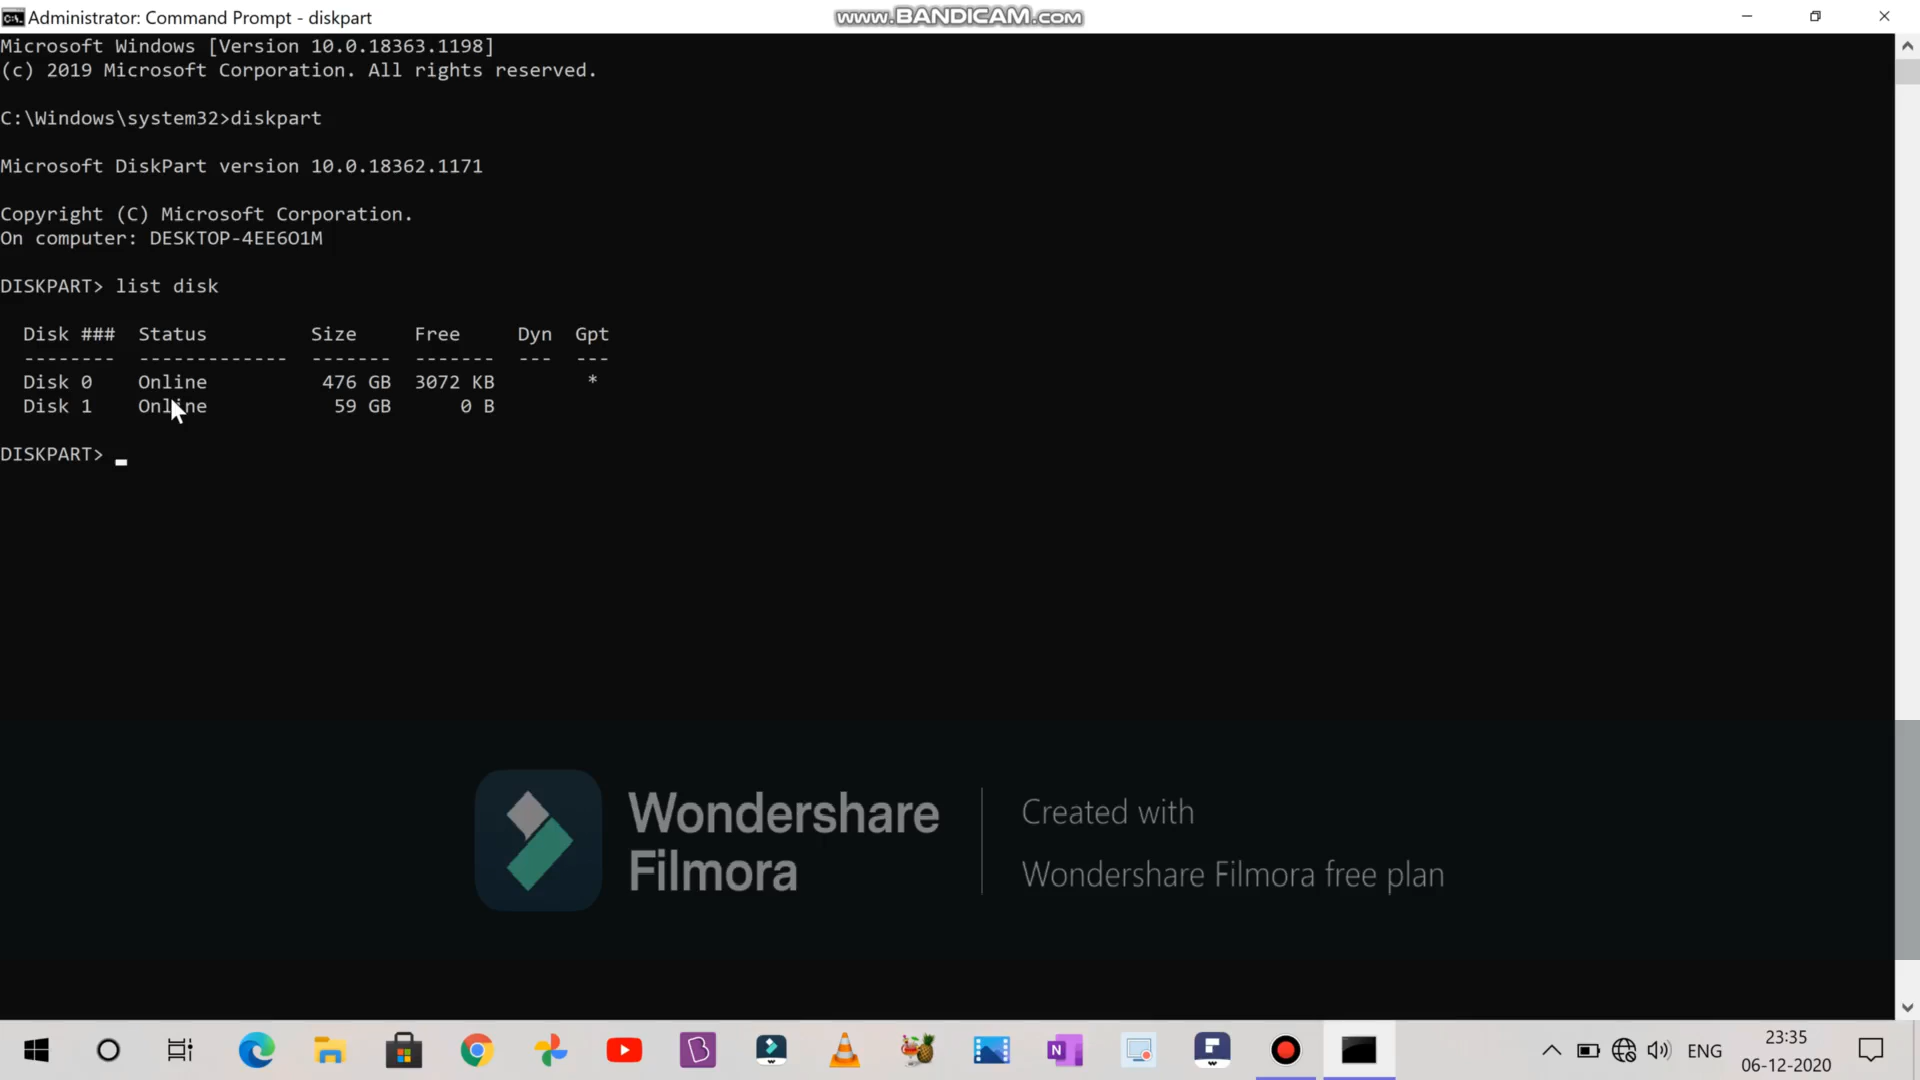 Administrator: Command Prompt - diskpart
www.BANDICAM.com
Microsoft Windows [Version 10.0.18363.1198]
(c) 2019 Microsoft Corporation. All rights reserved.
C:\Windows\system32>diskpart
Microsoft DiskPart version 10.0.18362.1171
Copyright (C) Microsoft Corporation.
On computer: DESKTOP-4EE6O1M
DISKPART> list disk
Disk ### Status Size Free Dyn Gpt
-------- ------------- ------- ------- --- ---
Disk 0 Online 476 GB 3072 KB *
Disk 1 Online 59 GB 0 B
DISKPART>
Wondershare
Filmora
Created with
Wondershare Filmora free plan
ENG
23:35
06-12-2020